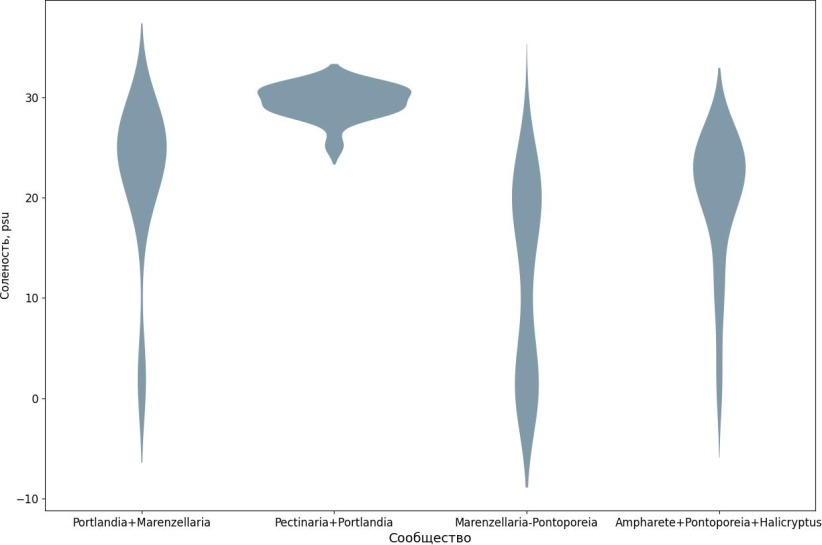 Соленость, psu
30
20
10
0
−10
Portlandia+Marenzellaria
Pectinaria+Portlandia
Marenzellaria-Pontoporeia
Ampharete+Pontoporeia+Halicryptus
Сообщество